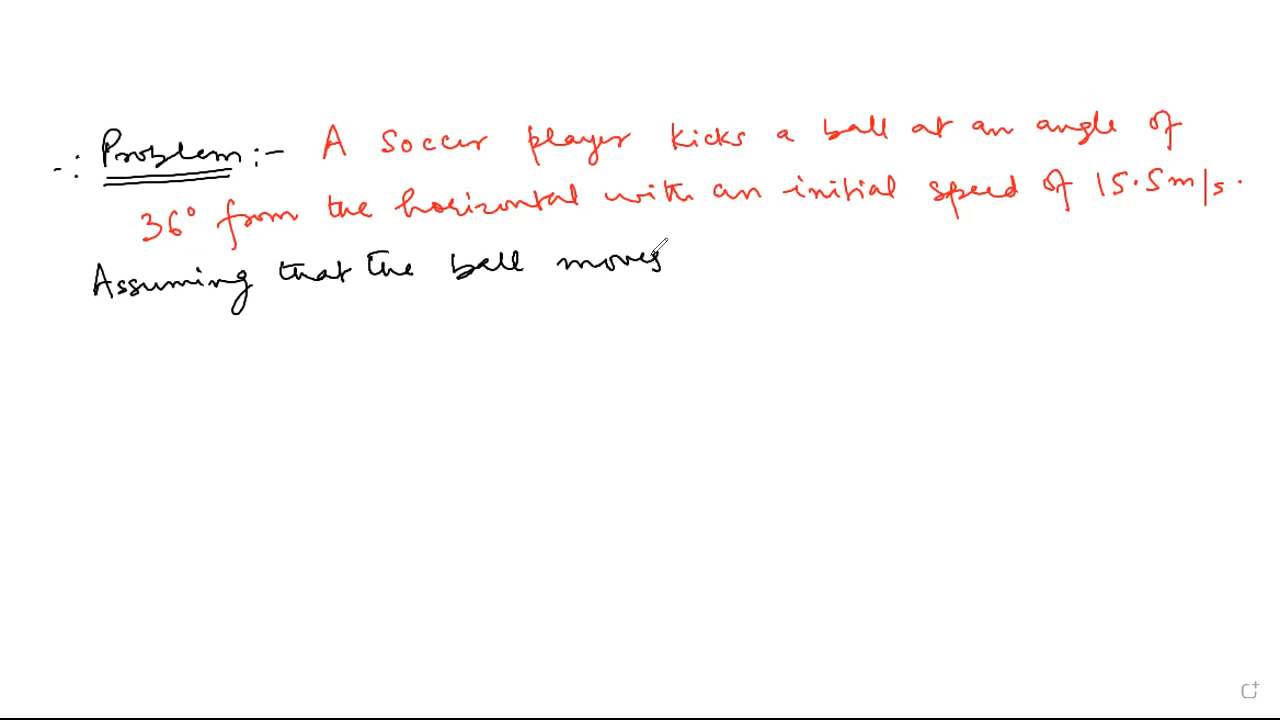 -: Problem :- A soccer player kicks a ball at an angle of
36° from the horizontal with an initial speed of 15.5 m/s.
Assuming that the ball moves